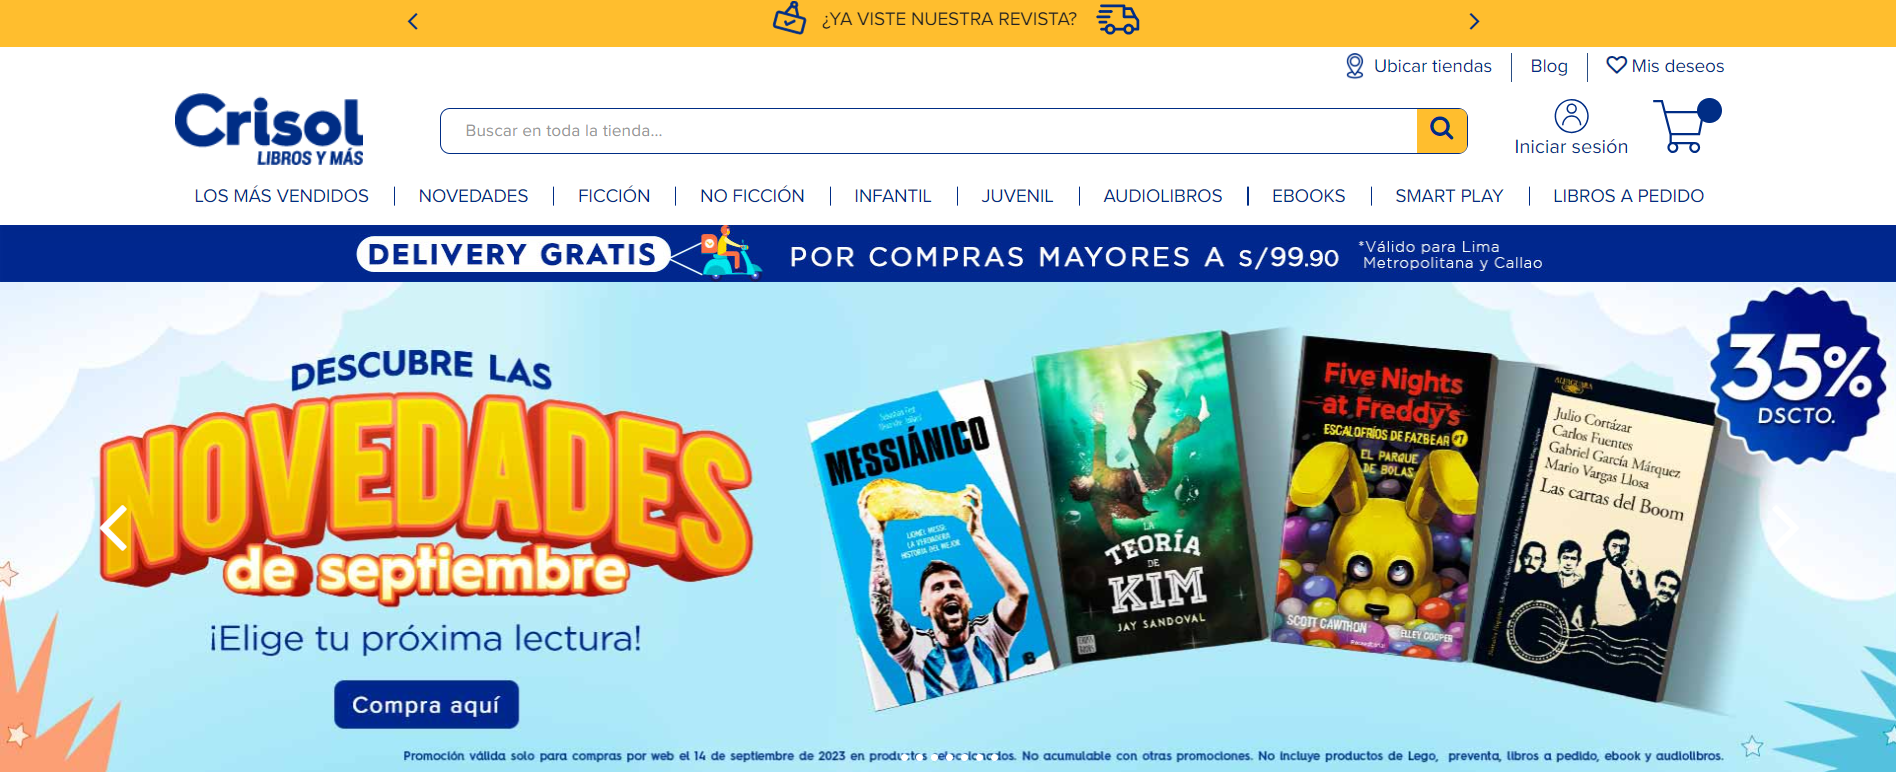 ¿YA VISTE NUESTRA REVISTA?
Ubicar tiendas
Blog
Mis deseos
Crisol
LIBROS Y MÁS
Buscar en toda la tienda...
Iniciar sesión
LOS MÁS VENDIDOS
NOVEDADES
FICCIÓN
NO FICCIÓN
INFANTIL
JUVENIL
AUDIOLIBROS
EBOOKS
SMART PLAY
LIBROS A PEDIDO
DELIVERY GRATIS
POR COMPRAS MAYORES A S/99.90
*Válido para Lima
Metropolitana y Callao
DESCUBRE LAS
NOVEDADES
de septiembre
¡Elige tu próxima lectura!
Compra aquí
MESSIÁNICO
LIONEL MESSI:
LA VERDADERA
HISTORIA DEL MEJOR
LA
TEORÍA
DE
KIM
JAY SANDOVAL
Five Nights
at Freddy's
ESCALOFRÍOS DE FAZBEAR #1
EL PARQUE
DE BOLAS
SCOTT CAWTHON
ELLEY COOPER
ALFAGUARA
Julio Cortázar
Carlos Fuentes
Gabriel García Márquez
Mario Vargas Llosa
Las cartas del Boom
35%
DSCTO.
Promoción válida solo para compras por web el 14 de septiembre de 2023 en productos seleccionados. No acumulable con otras promociones. No incluye productos de Lego, preventa, libros a pedido, ebook y audiolibros.